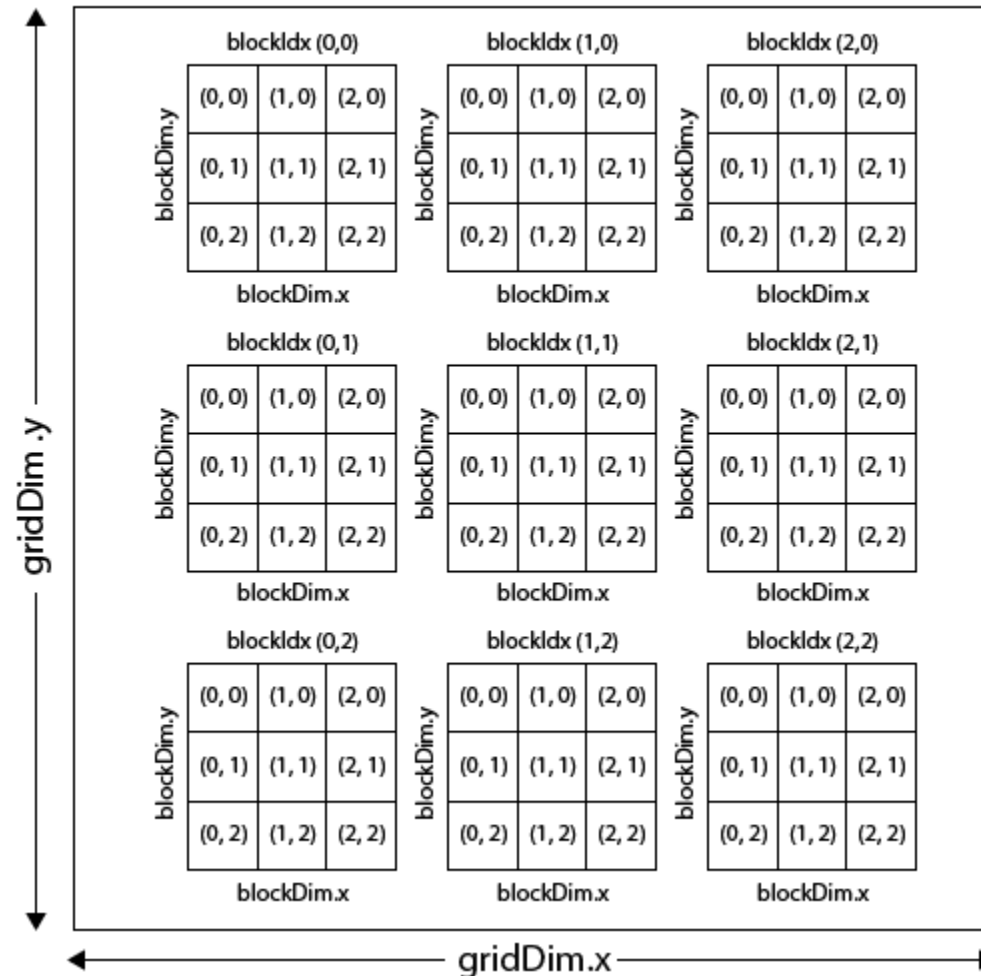 blockIdx (0,0) blockIdx (1,0) blockIdx (2,0)
(0, 0) (1, 0) (2, 0) (0, 0) (1, 0) (2, 0) (0, 0) (1, 0) (2, 0)
blockDim.y blockDim.y blockDim.y
(0, 1) (1, 1) (2, 1) (0, 1) (1, 1) (2, 1) (0, 1) (1, 1) (2, 1)
(0, 2) (1, 2) (2, 2) (0, 2) (1, 2) (2, 2) (0, 2) (1, 2) (2, 2)
blockDim.x blockDim.x blockDim.x
blockIdx (0,1) blockIdx (1,1) blockIdx (2,1)
(0, 0) (1, 0) (2, 0) (0, 0) (1, 0) (2, 0) (0, 0) (1, 0) (2, 0)
blockDim.y blockDim.y blockDim.y
(0, 1) (1, 1) (2, 1) (0, 1) (1, 1) (2, 1) (0, 1) (1, 1) (2, 1)
(0, 2) (1, 2) (2, 2) (0, 2) (1, 2) (2, 2) (0, 2) (1, 2) (2, 2)
blockDim.x blockDim.x blockDim.x
gridDim .y
blockIdx (0,2) blockIdx (1,2) blockIdx (2,2)
(0, 0) (1, 0) (2, 0) (0, 0) (1, 0) (2, 0) (0, 0) (1, 0) (2, 0)
blockDim.y blockDim.y blockDim.y
(0, 1) (1, 1) (2, 1) (0, 1) (1, 1) (2, 1) (0, 1) (1, 1) (2, 1)
(0, 2) (1, 2) (2, 2) (0, 2) (1, 2) (2, 2) (0, 2) (1, 2) (2, 2)
blockDim.x blockDim.x blockDim.x
gridDim.x